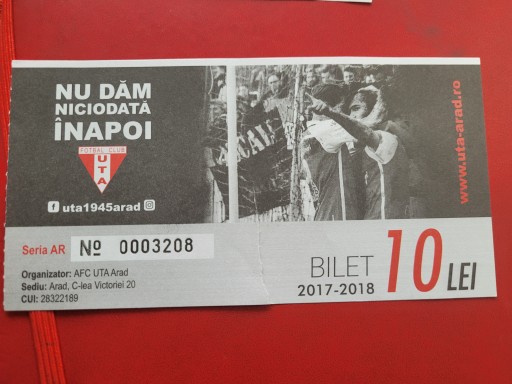 NU DĂM
NICIODATĂ
ÎNAPOI
FOTBAL CLUB
UTA
uta1945arad
www.uta-arad.ro
Seria AR Nº 0003208
Organizator: AFC UTA Arad
Sediu: Arad, C-lea Victoriei 20
CUI: 28322189
BILET
2017-2018
10 LEI